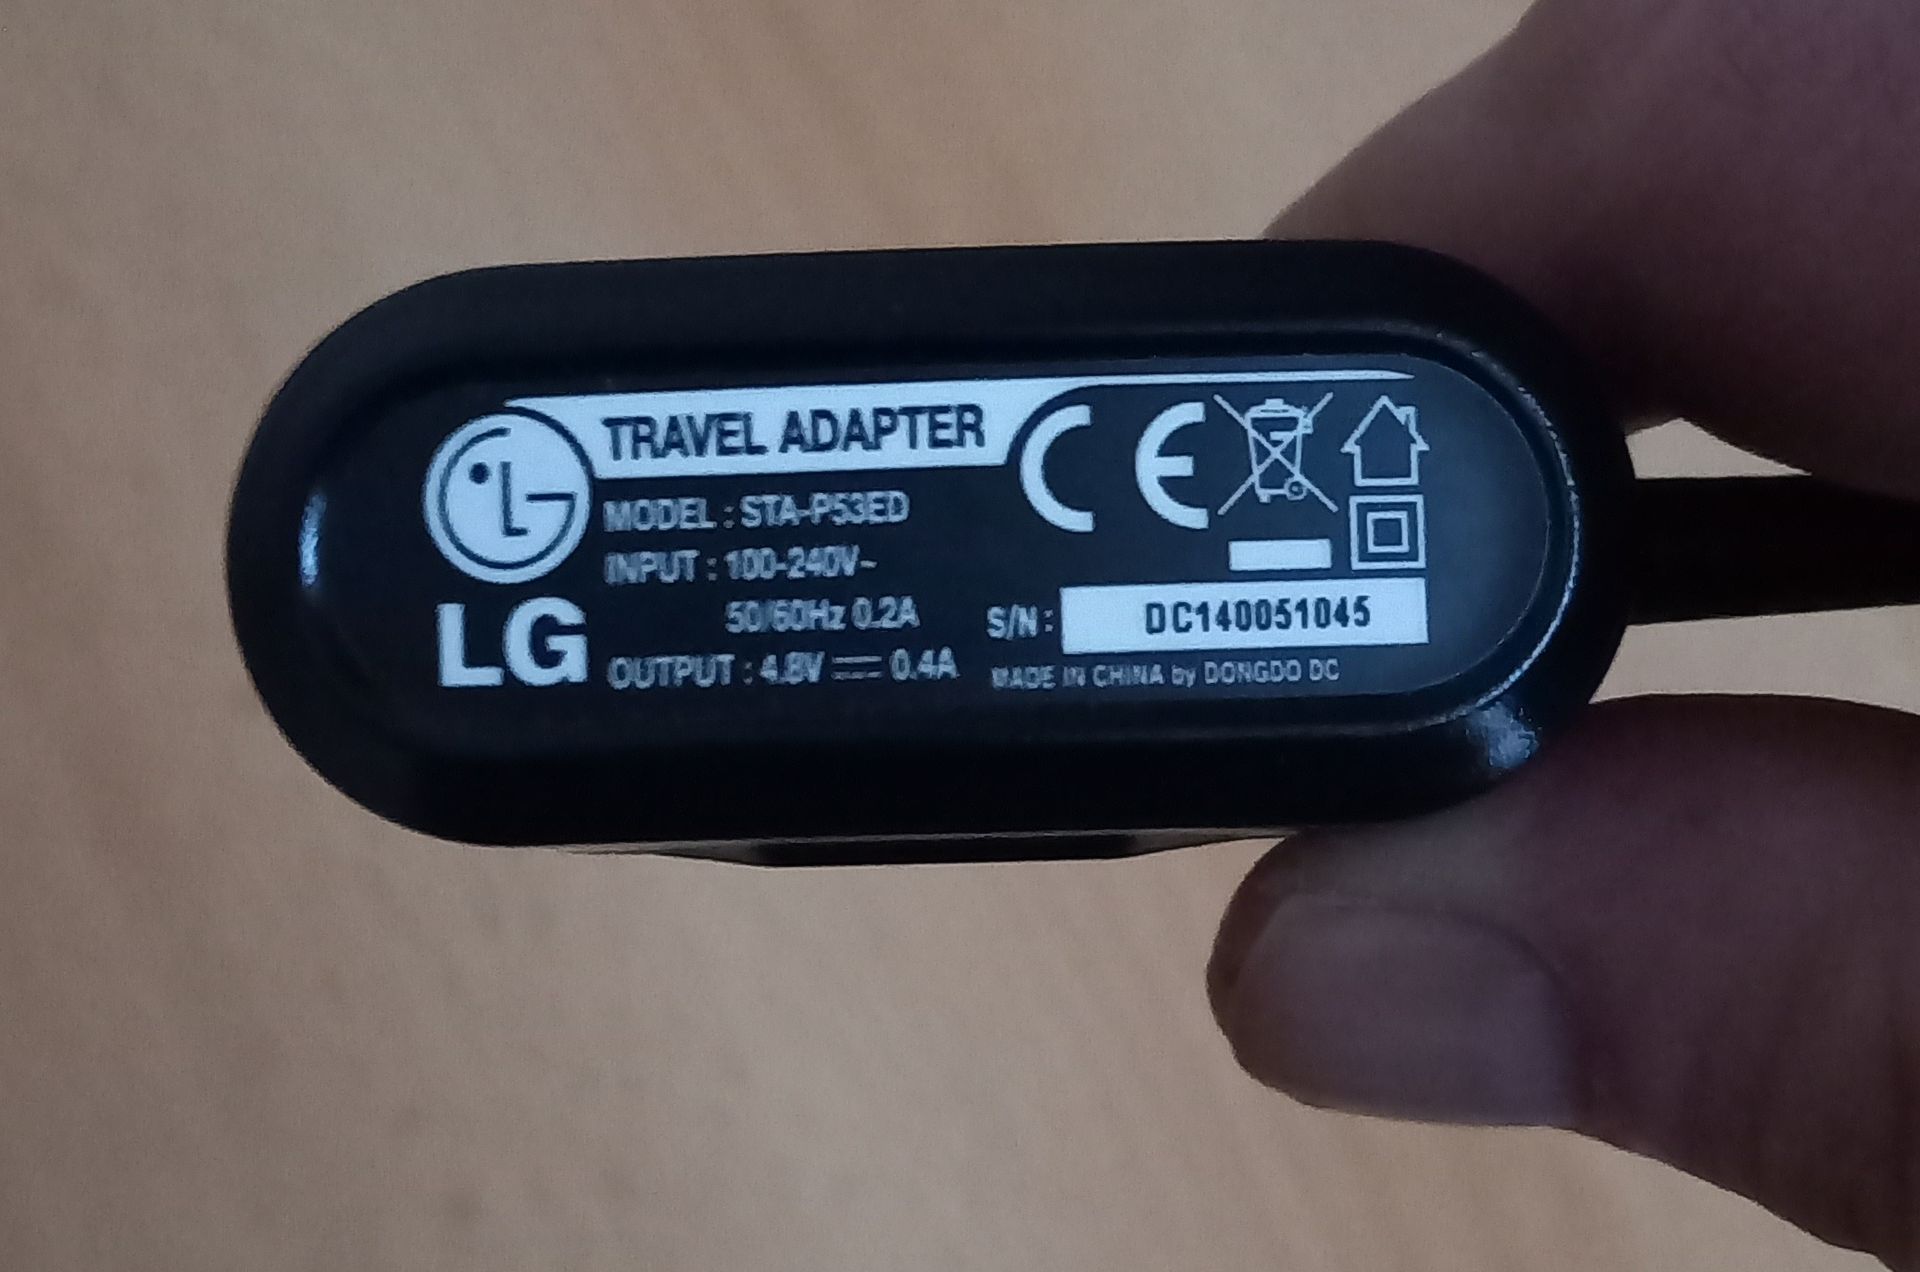 TRAVEL ADAPTER
MODEL : STA-P53ED
INPUT : 100-240V~
50/60Hz 0.2A
OUTPUT : 4.8V ⎓ 0.4A
LG
CE
S/N : DC140051045
MADE IN CHINA by DONGDO DC